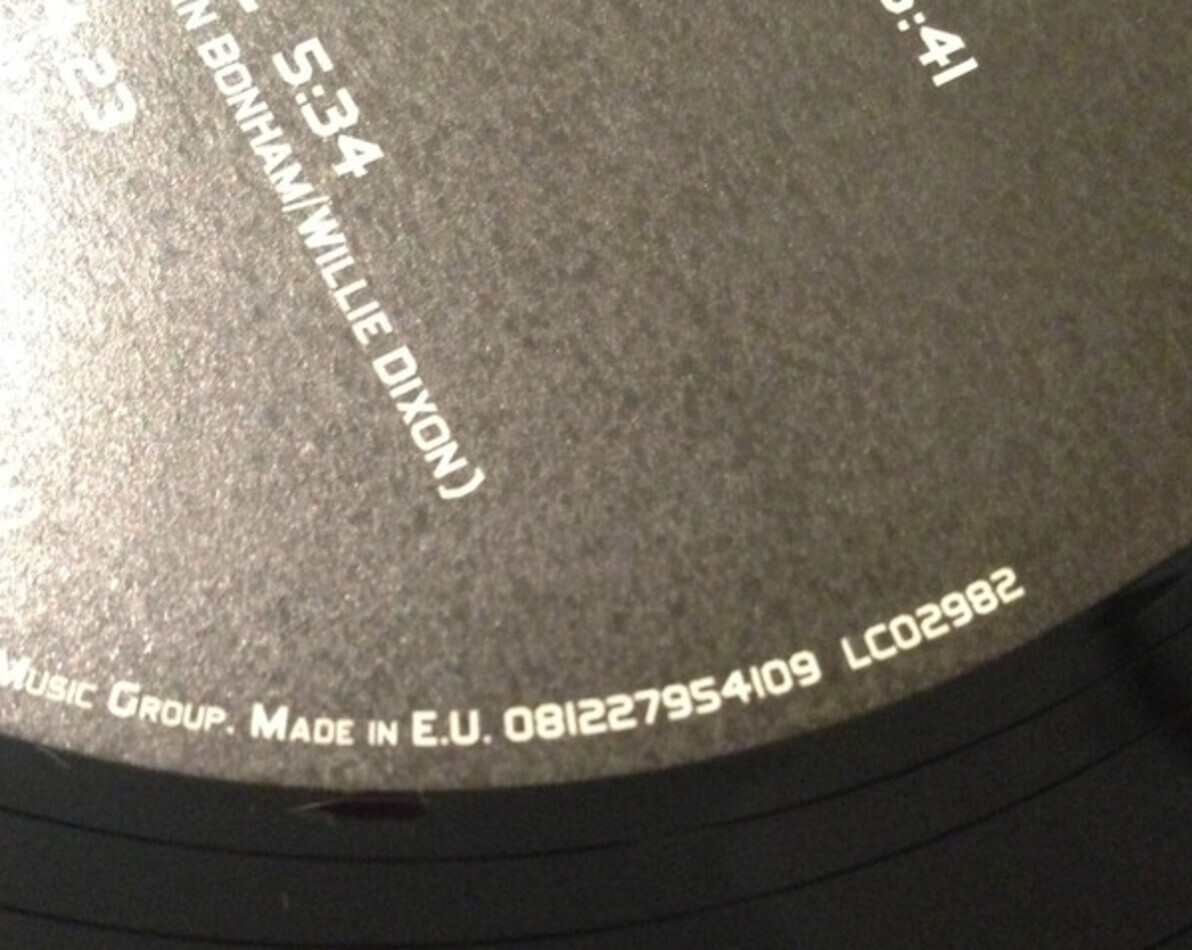 :23
5:34
BONHAM/WILLIE DIXON)
:41
MUSIC GROUP. MADE IN E.U. 081227954109 LC02982